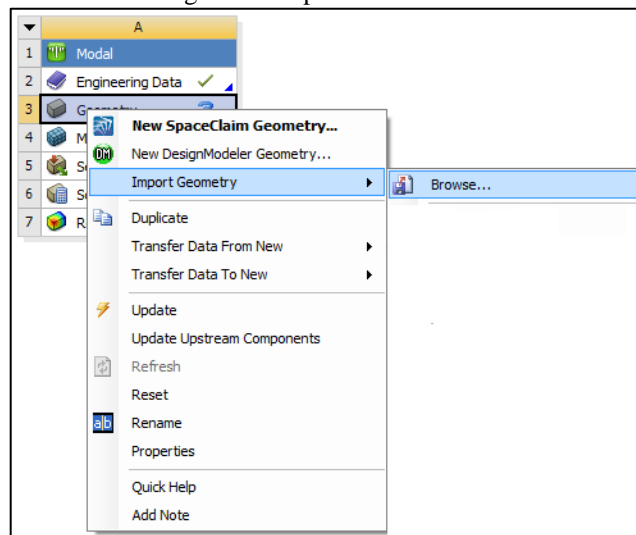 A
1 Modal
2 Engineering Data
3
4 M
5 S
6 S
7 R
New SpaceClaim Geometry...
DM New DesignModeler Geometry...
Import Geometry
Browse...
Duplicate
Transfer Data From New
Transfer Data To New
Update
Update Upstream Components
Refresh
Reset
a|b Rename
Properties
Quick Help
Add Note